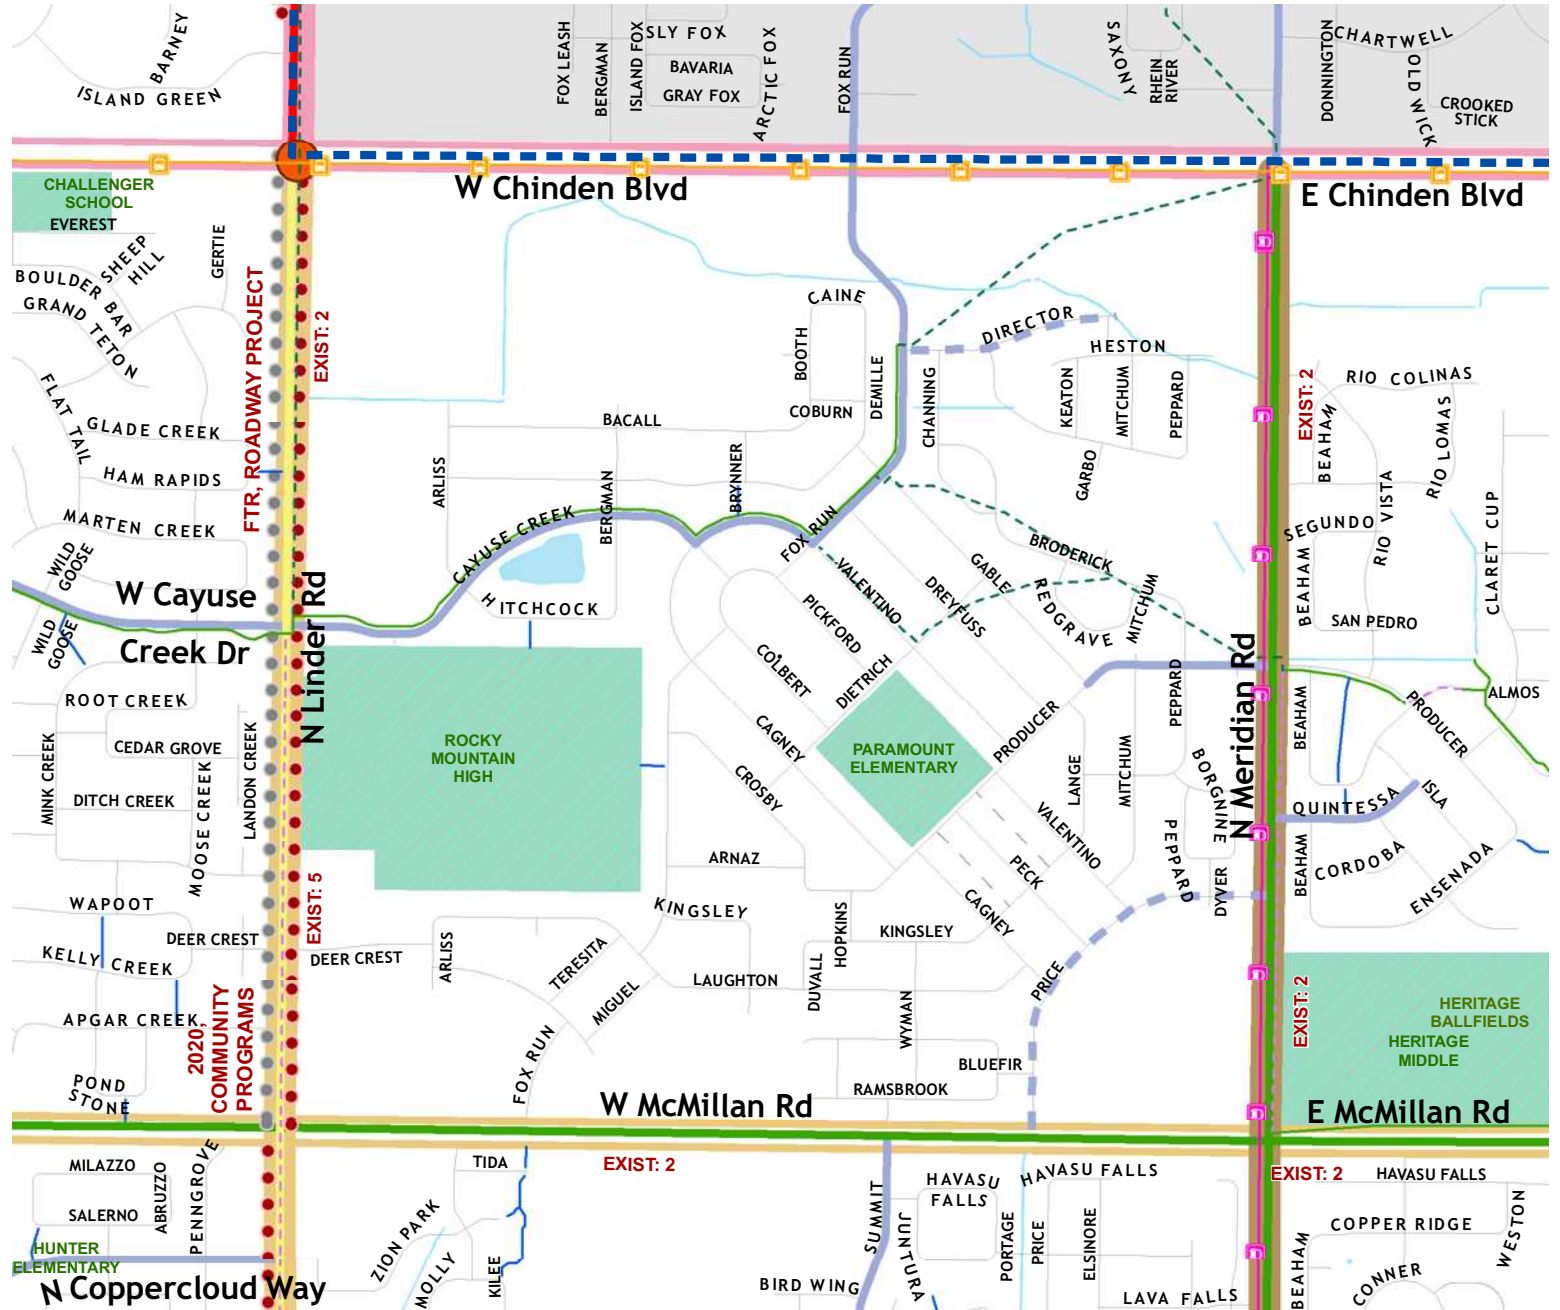 BARNEY
ISLAND GREEN
FOX LEASH
BERGMAN
ISLAND FOX
SLY FOX
BAVARIA
GRAY FOX
ARCTIC FOX
FOX RUN
SAXONY
RHEIN
RIVER
DONNINGTON
CHARTWELL
OLD WICK
CROOKED
STICK
W Chinden Blvd
E Chinden Blvd
CHALLENGER
SCHOOL
EVEREST
SHEEP
HILL
GERTIE
BOULDER BAR
GRAND TETON
FLAT TAIL
GLADE CREEK
HAM RAPIDS
MARTEN CREEK
WILD
GOOSE
FTR, ROADWAY PROJECT
EXIST: 2
CAINE
BOOTH
COBURN
DEMILLE
BACALL
ARLISS
BERGMAN
BRYNNER
DIRECTOR
HESTON
CHANNING
KEATON
MITCHUM
PEPPARD
GARBO
EXIST: 2
RIO COLINAS
BEAHAM
RIO LOMAS
RIO VISTA
SEGUNDO
CLARET CUP
BEAHAM
SAN PEDRO
CAYUSE CREEK
HITCHCOCK
FOX RUN
VALENTINO
PICKFORD
COLBERT
DIETRICH
DREYFUSS
GABLE
BRODERICK
REDGRAVE
MITCHUM
W Cayuse
Creek Dr
WILD
GOOSE
N Linder Rd
N Meridian Rd
ROOT CREEK
CEDAR GROVE
MINK CREEK
DITCH CREEK
MOOSE CREEK
LANDON CREEK
ROCKY
MOUNTAIN
HIGH
CAGNEY
CROSBY
PARAMOUNT
ELEMENTARY
PRODUCER
PEPPARD
LANGE
MITCHUM
BORGNINE
BEAHAM
PRODUCER
ALMOS
QUINTESSA
ISLA
BEAHAM
CORDOBA
ENSENADA
VALENTINO
PECK
CAGNEY
PEPPARD
DYVER
ARNAZ
KINGSLEY
HOPKINS
KINGSLEY
WAPOOT
DEER CREST
KELLY CREEK
EXIST: 5
DEER CREST
ARLISS
TERESITA
MIGUEL
LAUGHTON
DUVALL
WYMAN
PRICE
APGAR CREEK
2020,
COMMUNITY
PROGRAMS
FOX RUN
BLUEFIR
RAMSBROOK
EXIST: 2
HERITAGE
BALLFIELDS
HERITAGE
MIDDLE
POND
STONE
W McMillan Rd
E McMillan Rd
EXIST: 2
EXIST: 2
MILAZZO
ABRUZZO
PENNGROVE
SALERNO
HUNTER
ELEMENTARY
N Coppercloud Way
TIDA
ZION PARK
MOLLY
KILEE
SUMMIT
JUNTURA
BIRD WING
HAVASU
FALLS
HAVASU FALLS
PORTAGE
PRICE
ELSINORE
LAVA FALLS
HAVASU FALLS
COPPER RIDGE
WESTON
BEAHAM
CONNER